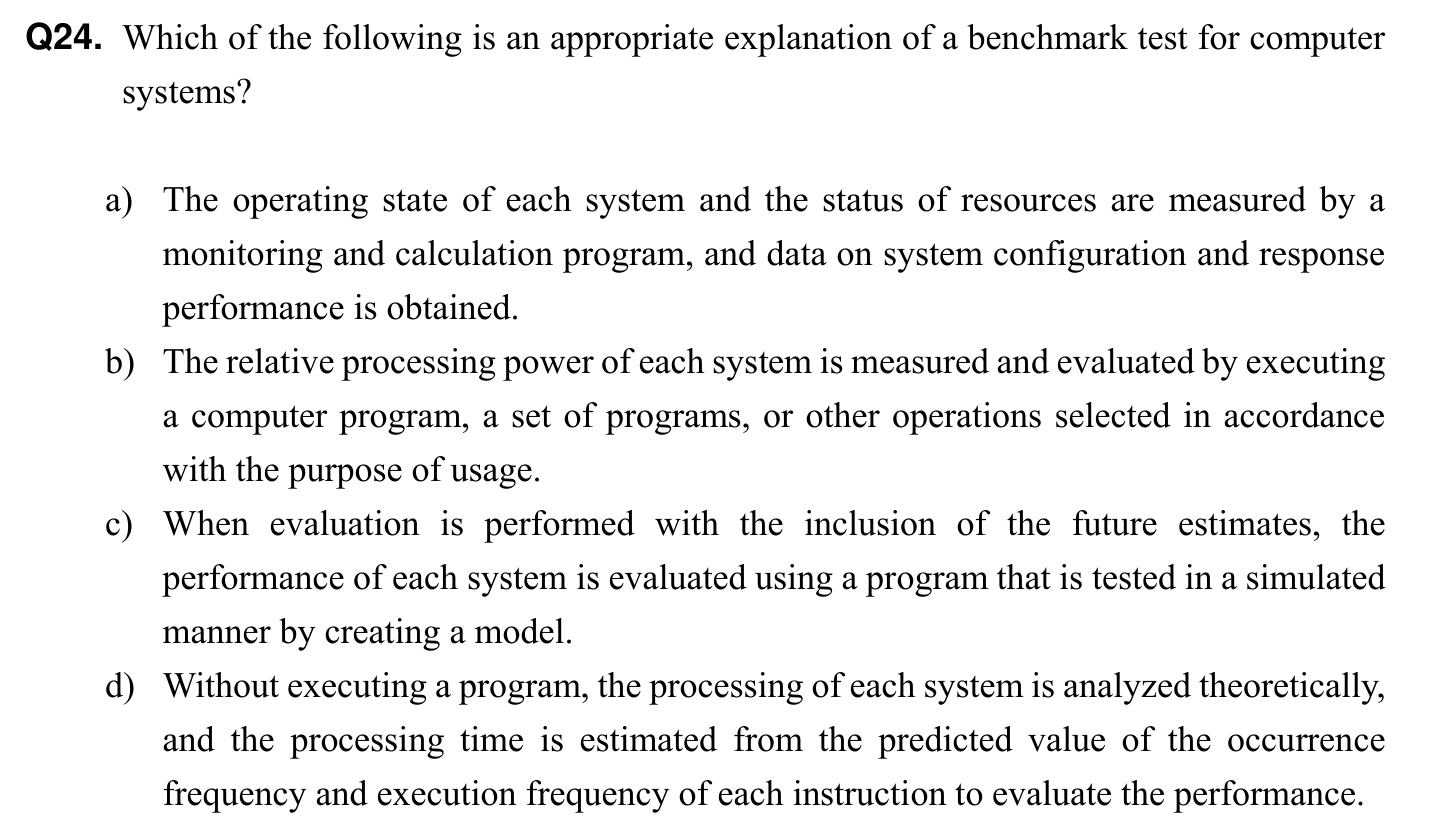 Q24. Which of the following is an appropriate explanation of a benchmark test for computer
systems?
a) The operating state of each system and the status of resources are measured by a
monitoring and calculation program, and data on system configuration and response
performance is obtained.
b) The relative processing power of each system is measured and evaluated by executing
a computer program, a set of programs, or other operations selected in accordance
with the purpose of usage.
c) When evaluation is performed with the inclusion of the future estimates, the
performance of each system is evaluated using a program that is tested in a simulated
manner by creating a model.
d) Without executing a program, the processing of each system is analyzed theoretically,
and the processing time is estimated from the predicted value of the occurrence
frequency and execution frequency of each instruction to evaluate the performance.